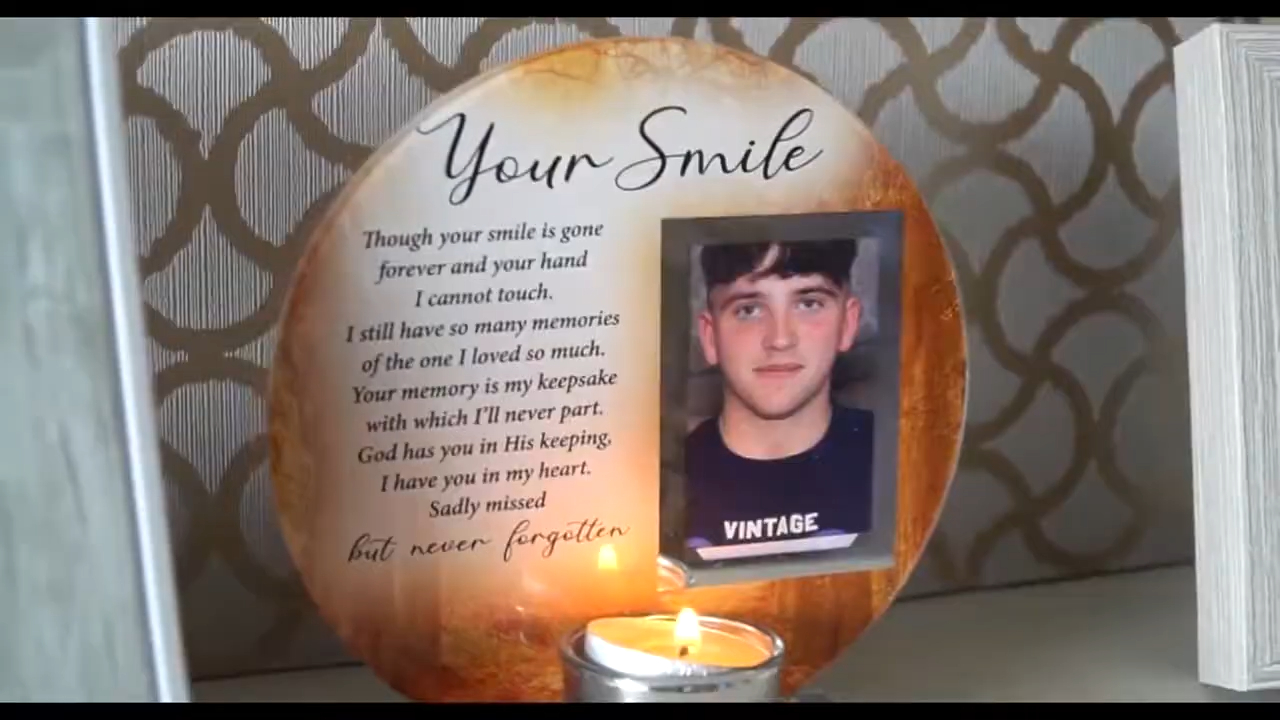 Your Smile
Though your smile is gone
forever and your hand
I cannot touch.
I still have so many memories
of the one I loved so much.
Your memory is my keepsake
with which I'll never part.
God has you in His keeping,
I have you in my heart.
Sadly missed
but never forgotten
VINTAGE